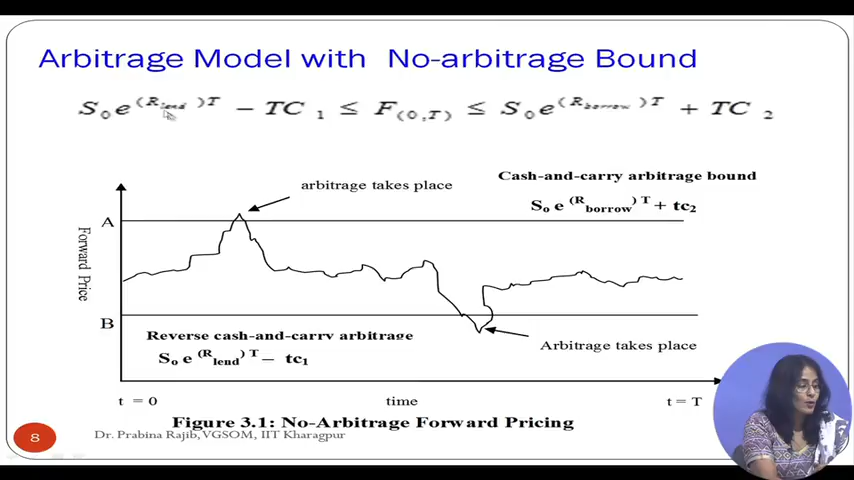 Arbitrage Model with No-arbitrage Bound
S₀e^(R_lend)T − TC₁ ≤ F₍₀,T₎ ≤ S₀e^(R_borrow)T + TC₂
arbitrage takes place
Cash-and-carry arbitrage bound
S₀ e^(R_borrow)T + tc₂
A
Forward Price
B
Reverse cash-and-carry arbitrage
S₀ e^(R_lend)T − tc₁
Arbitrage takes place
t = 0 time t = T
Figure 3.1: No-Arbitrage Forward Pricing
8 Dr. Prabina Rajib, VGSOM, IIT Kharagpur